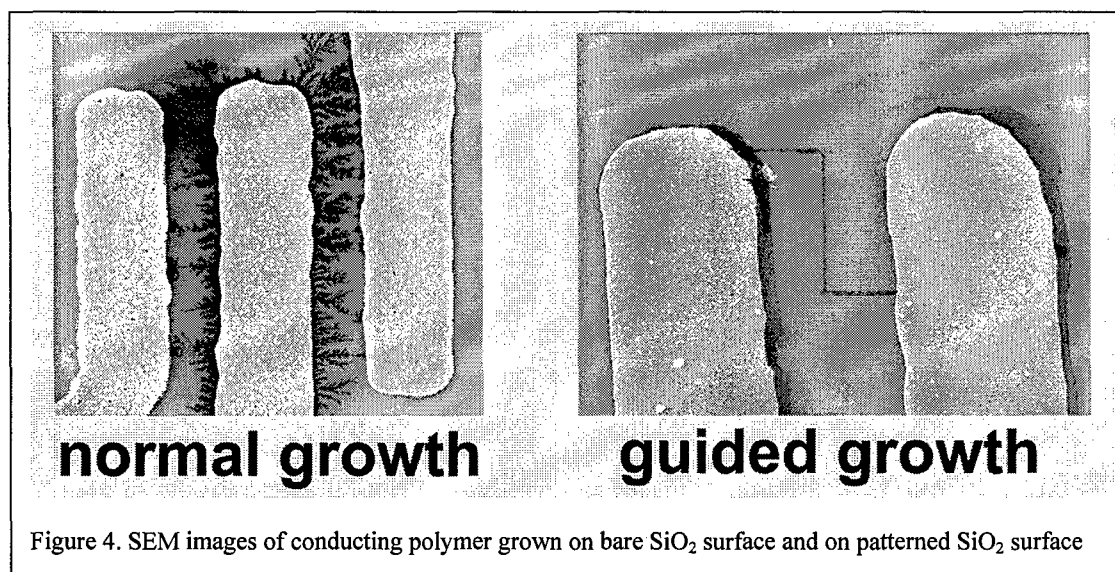 normal growth guided growth
Figure 4. SEM images of conducting polymer grown on bare SiO₂ surface and on patterned SiO₂ surface